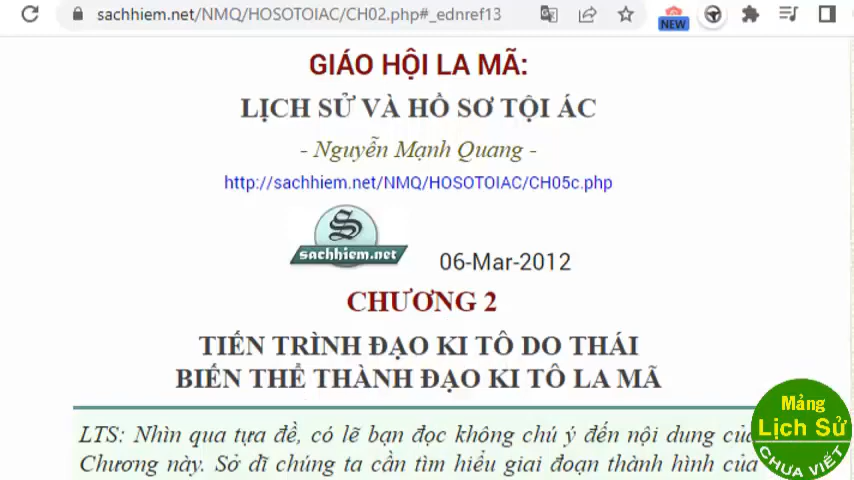 sachhiem.net/NMQ/HOSOTOIAC/CH02.php#_ednref13
NEW
GIÁO HỘI LA MÃ:
LỊCH SỬ VÀ HỒ SƠ TỘI ÁC
- Nguyễn Mạnh Quang -
http://sachhiem.net/NMQ/HOSOTOIAC/CH05c.php
S
sachhiem.net
06-Mar-2012
CHƯƠNG 2
TIẾN TRÌNH ĐẠO KI TÔ DO THÁI
BIẾN THỂ THÀNH ĐẠO KI TÔ LA MÃ
LTS: Nhìn qua tựa đề, có lẽ bạn đọc không chú ý đến nội dung của
Chương này. Sở dĩ chúng ta cần tìm hiểu giai đoạn thành hình của
Mảng
Lịch Sử
CHƯA VIẾT